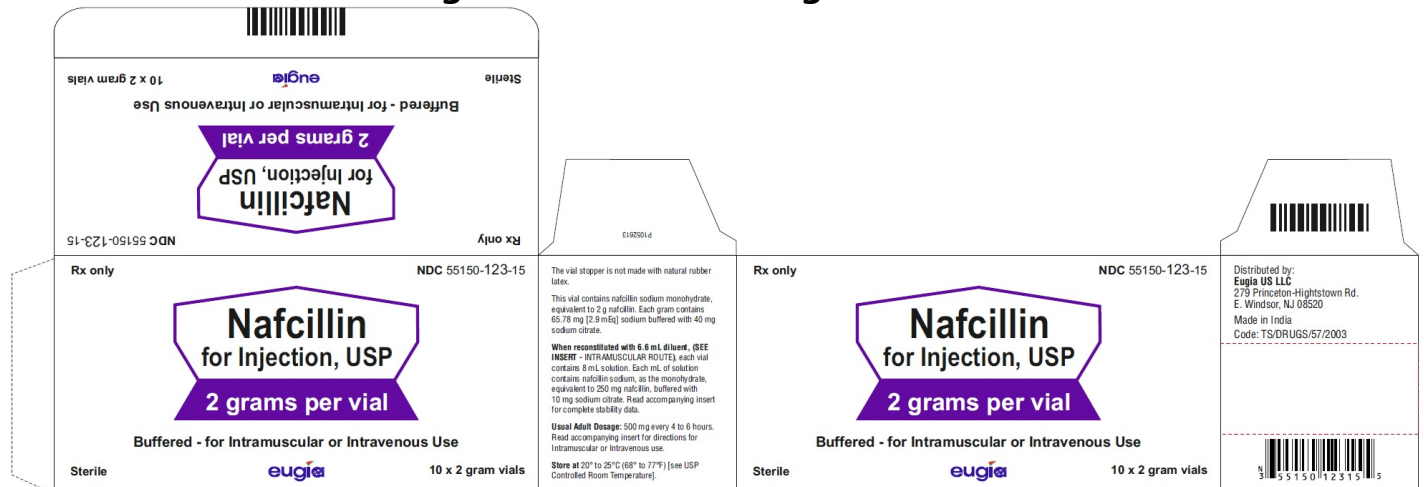 Sterile
eugia
10 x 2 gram vials
Buffered - for Intramuscular or Intravenous Use
2 grams per vial
Nafcillin
for Injection, USP
Rx only
NDC 55150-123-15
P1052613
Rx only
NDC 55150-123-15
Nafcillin
for Injection, USP
2 grams per vial
Buffered - for Intramuscular or Intravenous Use
Sterile
eugia
10 x 2 gram vials
The vial stopper is not made with natural rubber
latex.
This vial contains nafcillin sodium monohydrate,
equivalent to 2 g nafcillin. Each gram contains
65.78 mg [2.9 mEq] sodium buffered with 40 mg
sodium citrate.
When reconstituted with 6.6 mL diluent, (SEE
INSERT - INTRAMUSCULAR ROUTE), each vial
contains 8 mL solution. Each mL of solution
contains nafcillin sodium, as the monohydrate,
equivalent to 250 mg nafcillin, buffered with
10 mg sodium citrate. Read accompanying insert
for complete stability data.
Usual Adult Dosage: 500 mg every 4 to 6 hours.
Read accompanying insert for directions for
Intramuscular or Intravenous use.
Store at 20° to 25°C (68° to 77°F) [see USP
Controlled Room Temperature].
Rx only
NDC 55150-123-15
Nafcillin
for Injection, USP
2 grams per vial
Buffered - for Intramuscular or Intravenous Use
Sterile
eugia
10 x 2 gram vials
Distributed by:
Eugia US LLC
279 Princeton-Hightstown Rd.
E. Windsor, NJ 08520
Made in India
Code: TS/DRUGS/57/2003
N
3 55150 12315 5